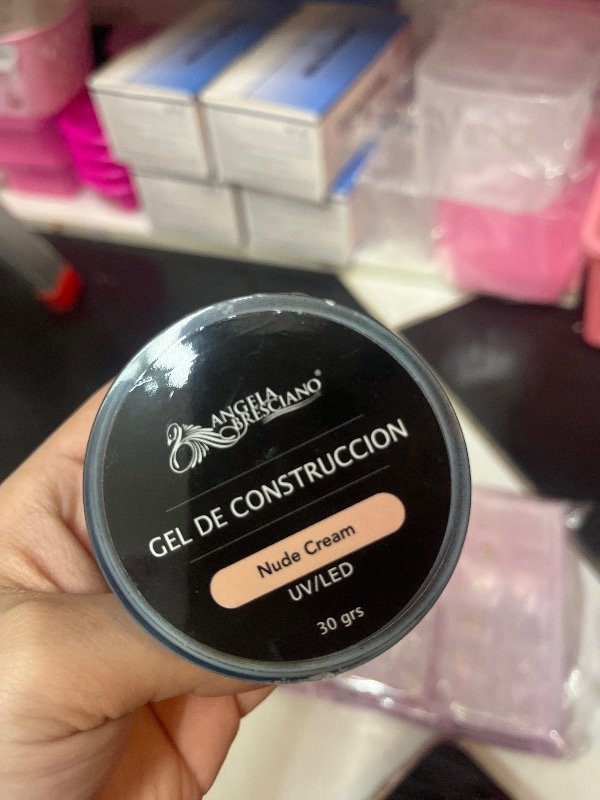 ANGELA
BRESCIANO®
GEL DE CONSTRUCCION
Nude Cream
UV/LED
30 grs